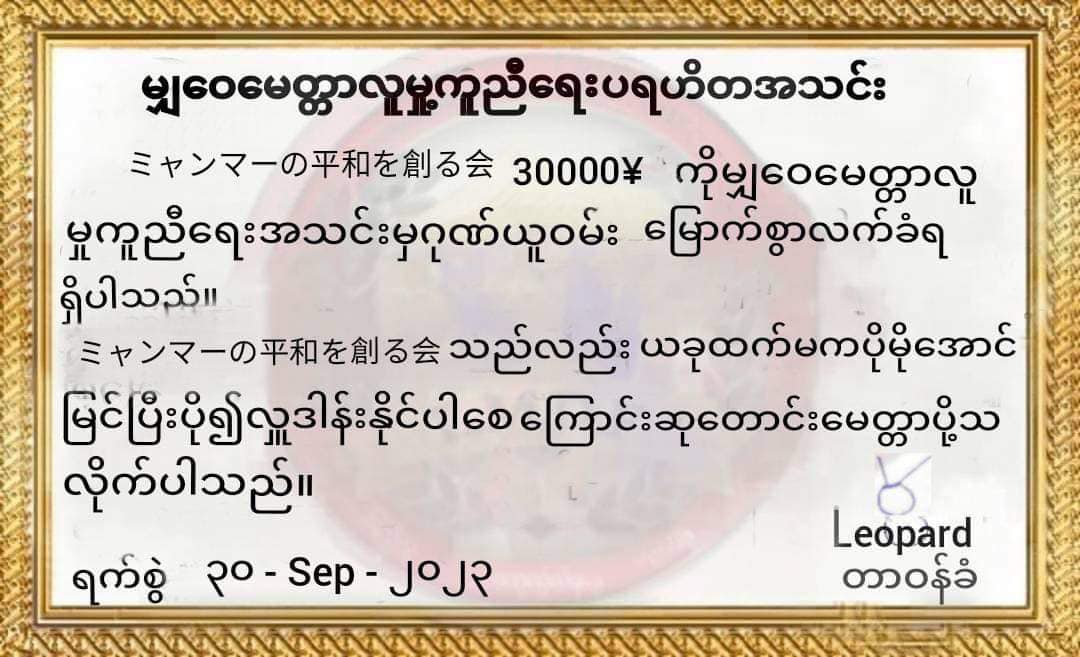 မျှဝေမေတ္တာလူမှု့ကူညီရေးပရဟိတအသင်း
ミャンマーの平和を創る会 30000¥ ကိုမျှဝေမေတ္တာလူ
မှုကူညီရေးအသင်းမှဂုဏ်ယူဝမ်း မြောက်စွာလက်ခံရ
ရှိပါသည်။
ミャンマーの平和を創る会 သည်လည်း ယခုထက်မကပိုမိုအောင်
မြင်ပြီးပို၍လှူဒါန်းနိုင်ပါစေ ကြောင်းဆုတောင်းမေတ္တာပို့သ
လိုက်ပါသည်။
Leopard
ရက်စွဲ ၃၀ - Sep - ၂၀၂၃
တာဝန်ခံ